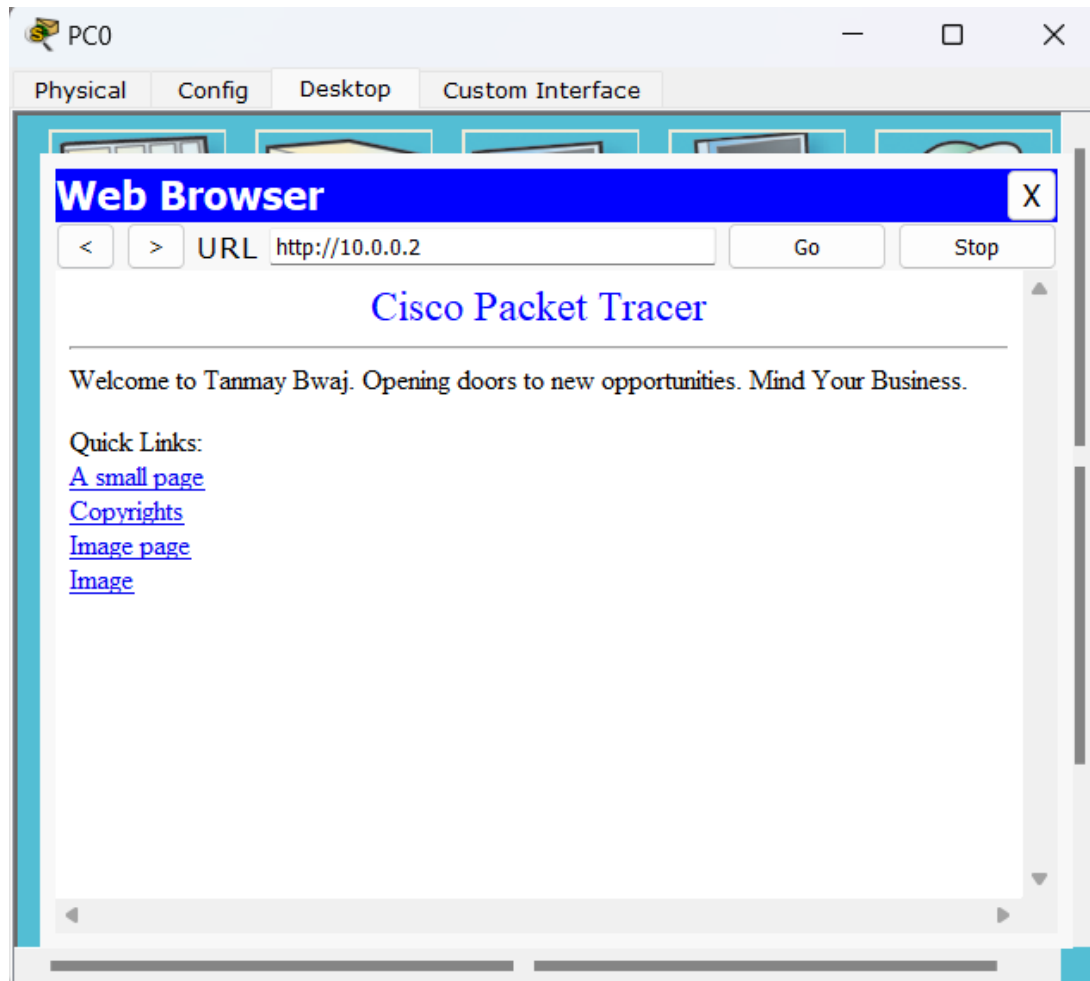 PC0
Physical Config Desktop Custom Interface
Web Browser X
< > URL http://10.0.0.2 Go Stop
Cisco Packet Tracer
Welcome to Tanmay Bwaj. Opening doors to new opportunities. Mind Your Business.
Quick Links:
A small page
Copyrights
Image page
Image